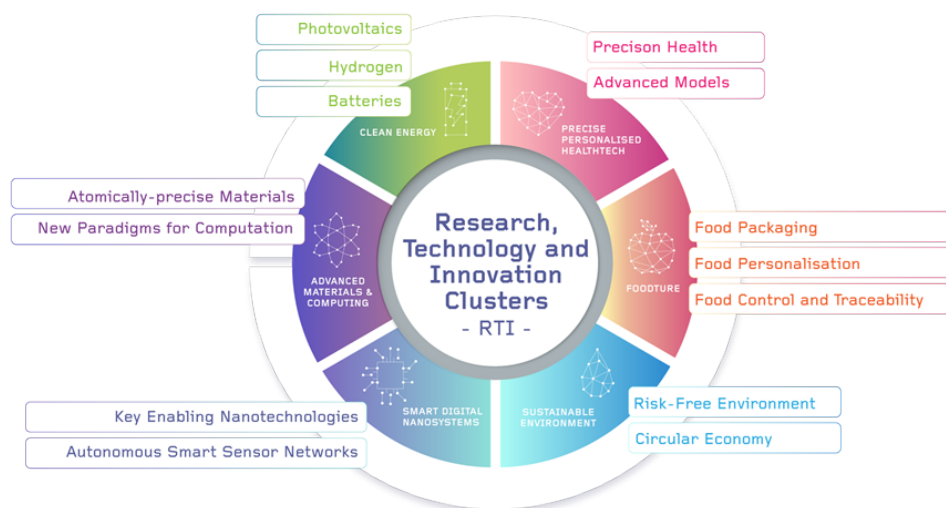 Photovoltaics
Hydrogen
Batteries
CLEAN ENERGY
Precison Health
Advanced Models
PRECISE
PERSONALISED
HEALTHTECH
Atomically-precise Materials
New Paradigms for Computation
ADVANCED
MATERIALS &
COMPUTING
Research,
Technology and
Innovation
Clusters
- RTI -
Food Packaging
Food Personalisation
Food Control and Traceability
FOODTURE
Key Enabling Nanotechnologies
Autonomous Smart Sensor Networks
SMART DIGITAL
NANOSYSTEMS
SUSTAINABLE
ENVIRONMENT
Risk-Free Environment
Circular Economy